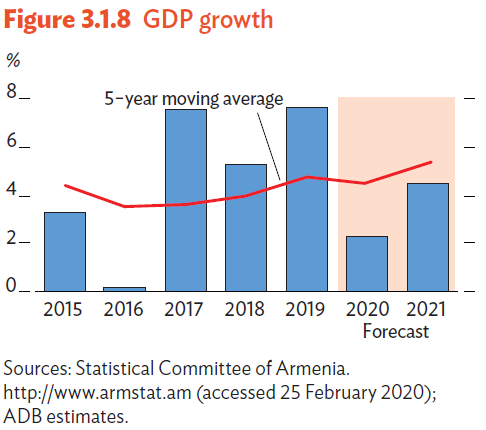 Figure 3.1.8 GDP growth
%
8
5-year moving average
6
4
2
0
2015 2016 2017 2018 2019 2020 2021
Forecast
Sources: Statistical Committee of Armenia.
http://www.armstat.am (accessed 25 February 2020);
ADB estimates.